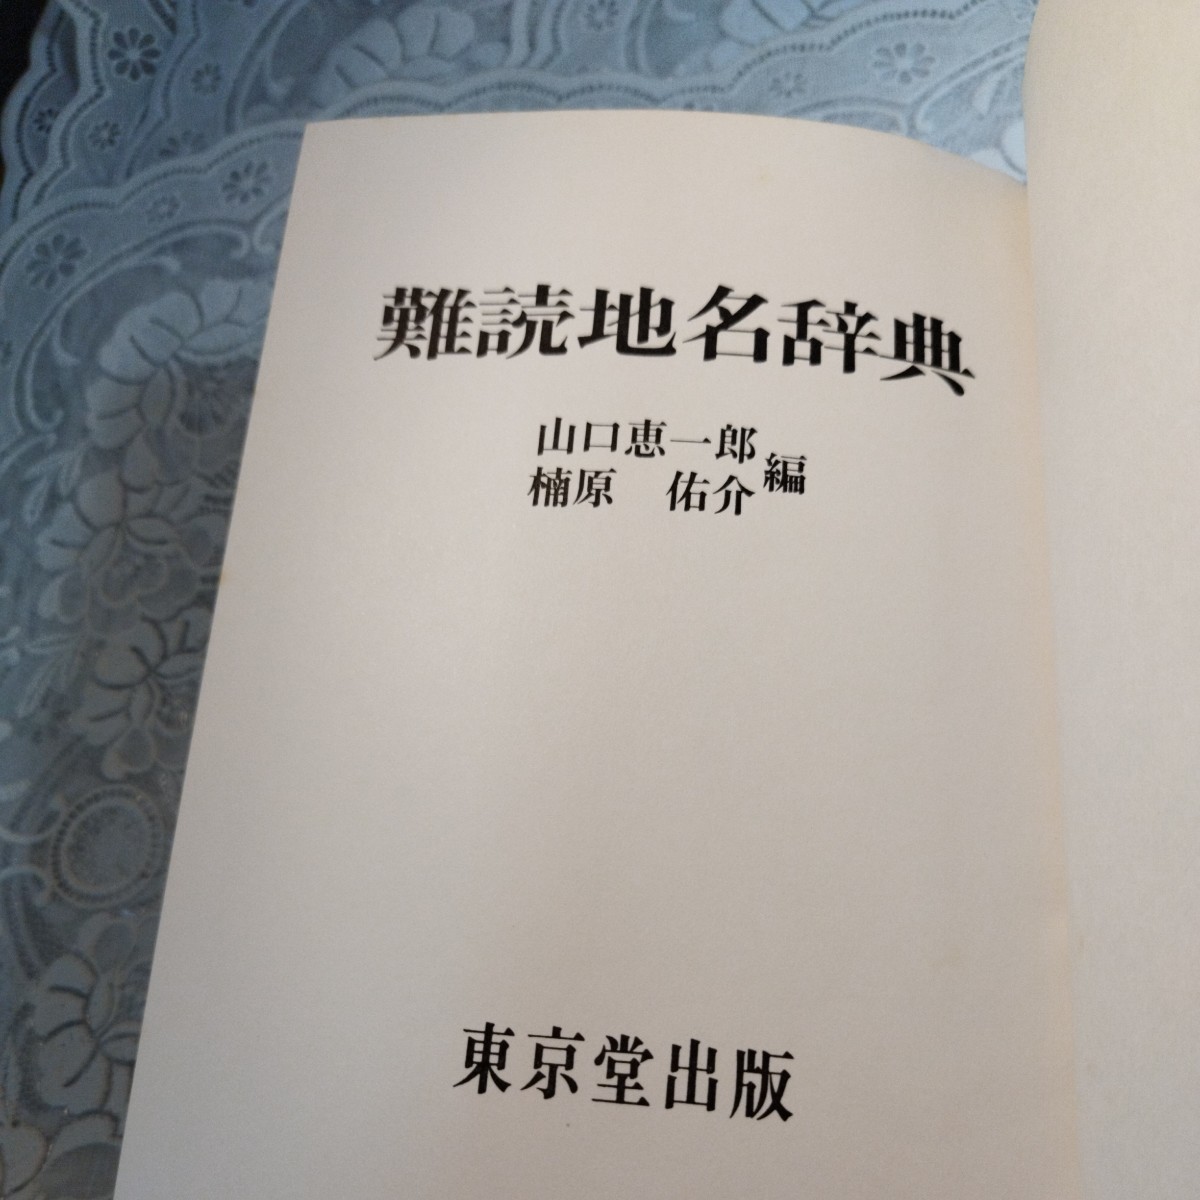 難読地名辞典
山口恵一郎
楠原　佑介 編
東京堂出版